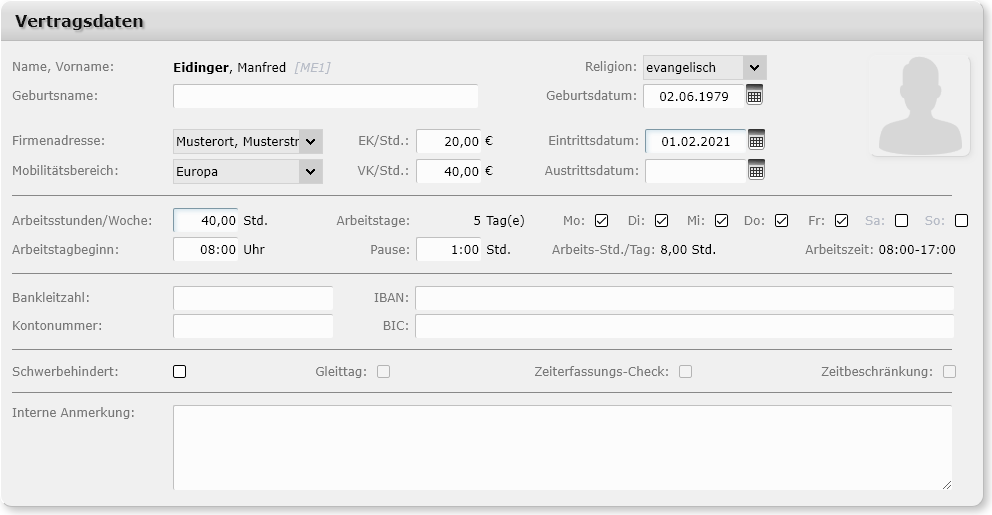 Vertragsdaten
Name, Vorname: Eidinger, Manfred [ME1] Religion: evangelisch
Geburtsname: Geburtsdatum: 02.06.1979
Firmenadresse: Musterort, Musterstr EK/Std.: 20,00 € Eintrittsdatum: 01.02.2021
Mobilitätsbereich: Europa VK/Std.: 40,00 € Austrittsdatum:
Arbeitsstunden/Woche: 40,00 Std. Arbeitstage: 5 Tag(e) Mo: Di: Mi: Do: Fr: Sa: So:
Arbeitstagbeginn: 08:00 Uhr Pause: 1:00 Std. Arbeits-Std./Tag: 8,00 Std. Arbeitszeit: 08:00-17:00
Bankleitzahl: IBAN:
Kontonummer: BIC:
Schwerbehindert: Gleittag: Zeiterfassungs-Check: Zeitbeschränkung:
Interne Anmerkung: